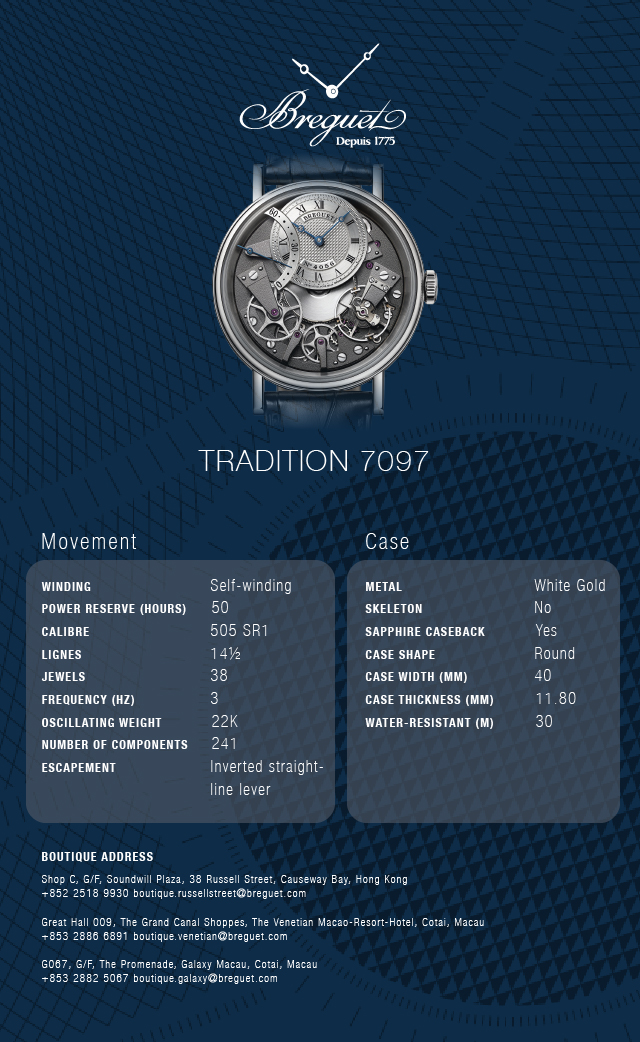 Breguet
Depuis 1775
BREGUET
60
30
0
TRADITION 7097
Movement
WINDING Self-winding
POWER RESERVE (HOURS) 50
CALIBRE 505 SR1
LIGNES 14½
JEWELS 38
FREQUENCY (HZ) 3
OSCILLATING WEIGHT 22K
NUMBER OF COMPONENTS 241
ESCAPEMENT Inverted straight-
line lever
Case
METAL White Gold
SKELETON No
SAPPHIRE CASEBACK Yes
CASE SHAPE Round
CASE WIDTH (MM) 40
CASE THICKNESS (MM) 11.80
WATER-RESISTANT (M) 30
BOUTIQUE ADDRESS
Shop C, G/F, Soundwill Plaza, 38 Russell Street, Causeway Bay, Hong Kong
+852 2518 9930 boutique.russellstreet@breguet.com
Great Hall 009, The Grand Canal Shoppes, The Venetian Macao-Resort-Hotel, Cotai, Macau
+853 2886 6891 boutique.venetian@breguet.com
G067, G/F, The Promenade, Galaxy Macau, Cotai, Macau
+853 2882 5067 boutique.galaxy@breguet.com